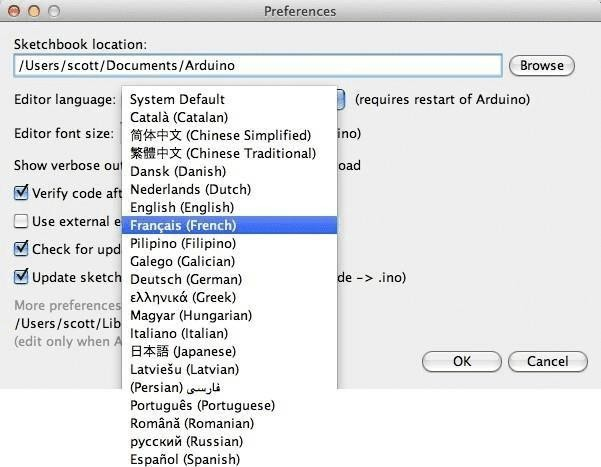 Preferences
Sketchbook location:
/Users/scott/Documents/Arduino
Browse
Editor language:
(requires restart of Arduino)
Editor font size:
ino)
Show verbose out
oad
Verify code aft
Use external e
Check for upd
Update sketch
de -> .ino)
More preferences
/Users/scott/Lib
(edit only when A
System Default
Català (Catalan)
简体中文 (Chinese Simplified)
繁體中文 (Chinese Traditional)
Dansk (Danish)
Nederlands (Dutch)
English (English)
Français (French)
Pilipino (Filipino)
Galego (Galician)
Deutsch (German)
ελληνικά (Greek)
Magyar (Hungarian)
Italiano (Italian)
日本語 (Japanese)
Latviešu (Latvian)
(Persian) فارسی
Português (Portuguese)
Română (Romanian)
русский (Russian)
Español (Spanish)
OK
Cancel